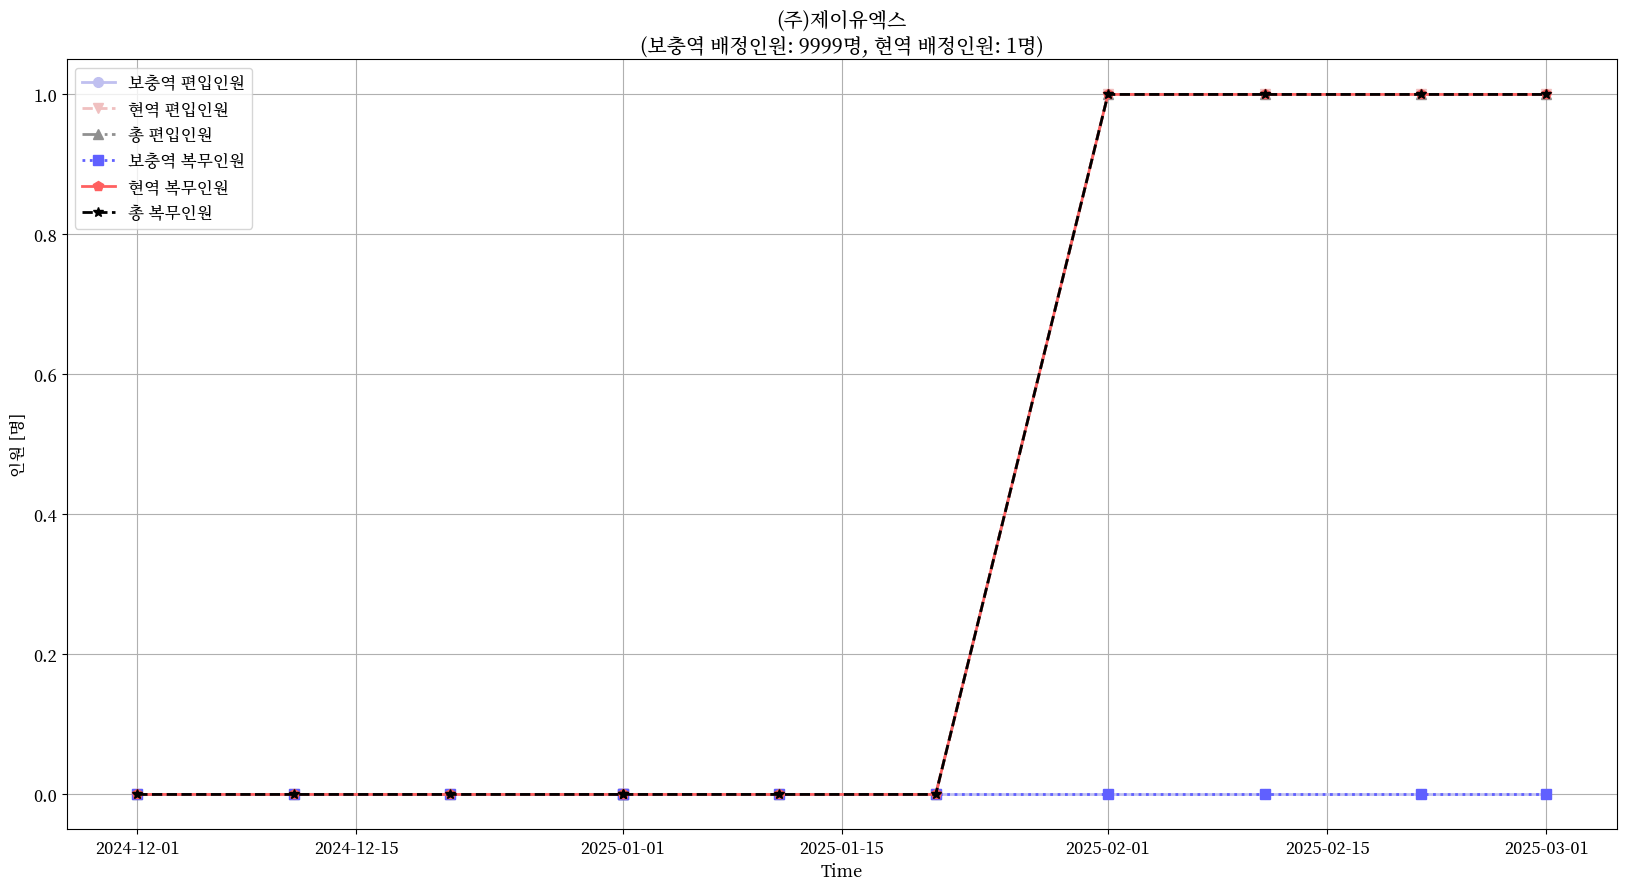 (주)제이유엑스
(보충역 배정인원: 9999명, 현역 배정인원: 1명)
보충역 편입인원
현역 편입인원
총 편입인원
보충역 복무인원
현역 복무인원
총 복무인원
1.0
0.8
0.6
0.4
0.2
0.0
인원 [명]
2024-12-01
2024-12-15
2025-01-01
2025-01-15
2025-02-01
2025-02-15
2025-03-01
Time